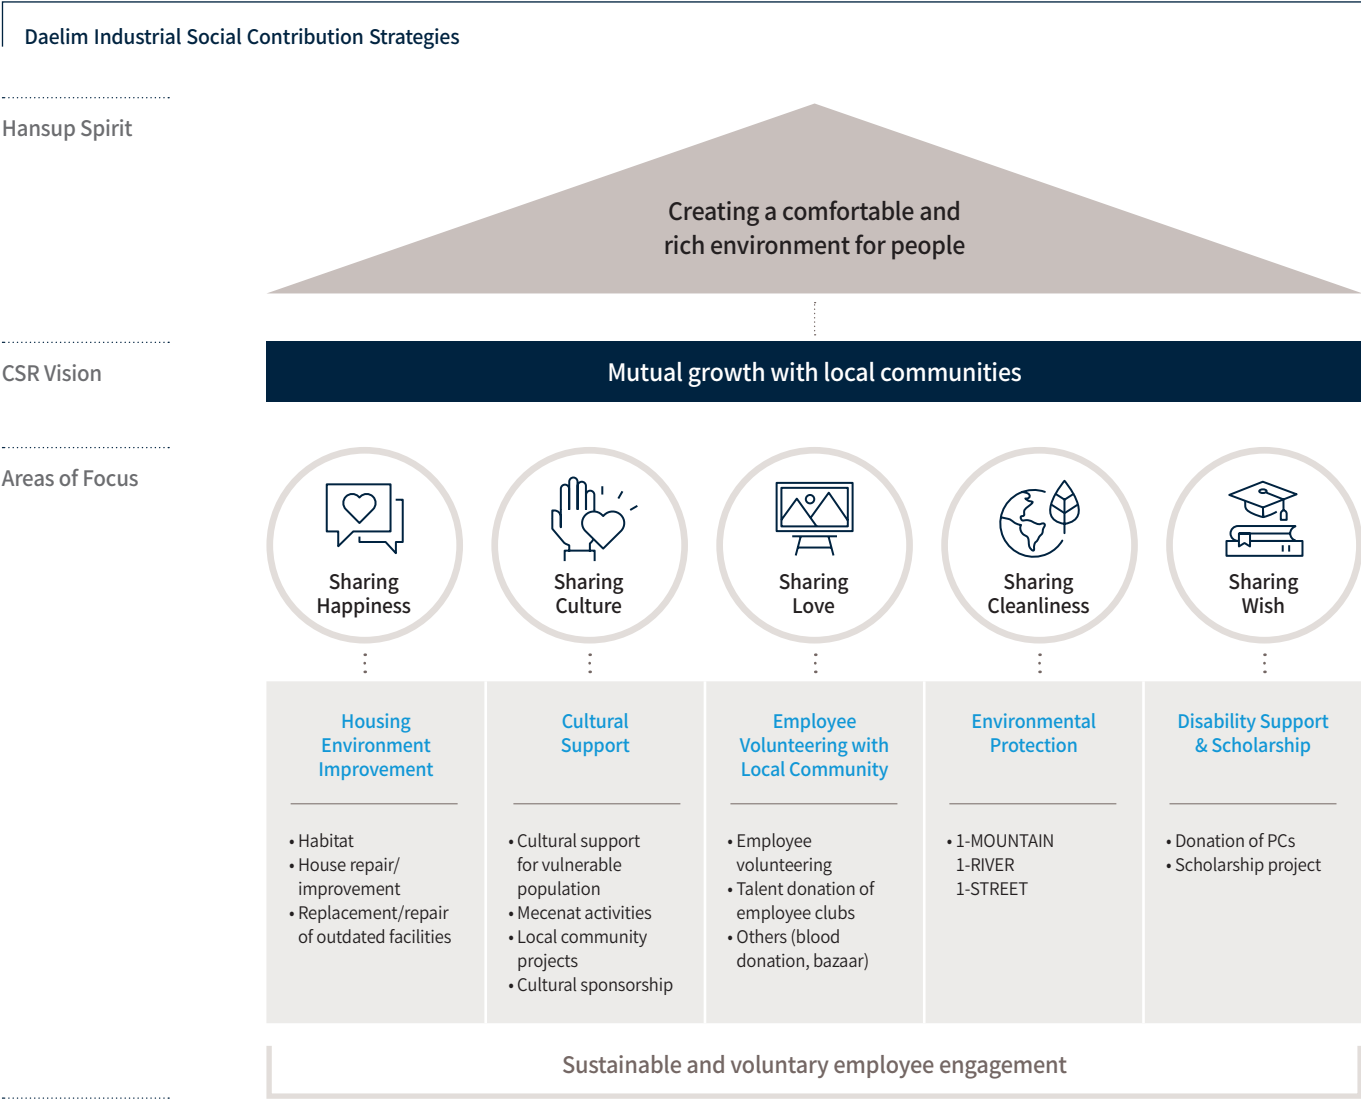 Daelim Industrial Social Contribution Strategies
Hansup Spirit
Creating a comfortable and
rich environment for people
CSR Vision
Mutual growth with local communities
Areas of Focus
Sharing
Happiness
Sharing
Culture
Sharing
Love
Sharing
Cleanliness
Sharing
Wish
Housing
Environment
Improvement
• Habitat
• House repair/
improvement
• Replacement/repair
of outdated facilities
Cultural
Support
• Cultural support
for vulnerable
population
• Mecenat activities
• Local community
projects
• Cultural sponsorship
Employee
Volunteering with
Local Community
• Employee
volunteering
• Talent donation of
employee clubs
• Others (blood
donation, bazaar)
Environmental
Protection
• 1-MOUNTAIN
1-RIVER
1-STREET
Disability Support
& Scholarship
• Donation of PCs
• Scholarship project
Sustainable and voluntary employee engagement